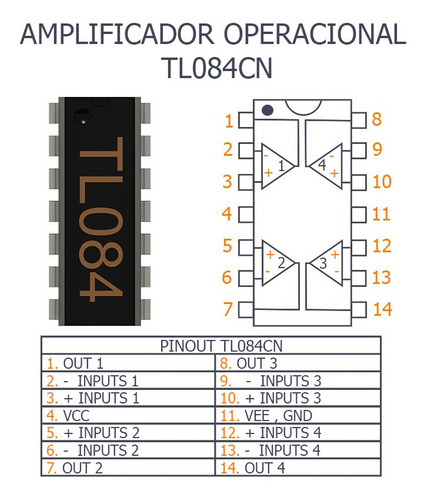 AMPLIFICADOR OPERACIONAL
TL084CN
TL084
1 8
2 - - 9
1 4
3 + + 10
4 11
5 + + 12
2 3
6 - - 13
7 14
PINOUT TL084CN
1. OUT 1 8. OUT 3
2. - INPUTS 1 9. - INPUTS 3
3. + INPUTS 1 10. + INPUTS 3
4. VCC 11. VEE , GND
5. + INPUTS 2 12. + INPUTS 4
6. - INPUTS 2 13. - INPUTS 4
7. OUT 2 14. OUT 4